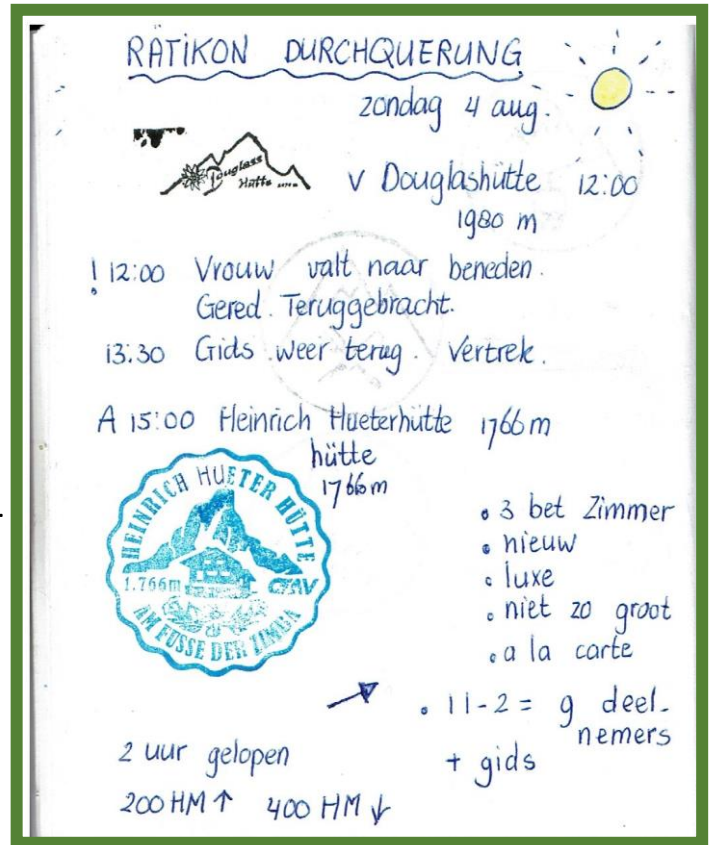 RÄTIKON DURCHQUERUNG
zondag 4 aug.
Douglass
Hütte
v Douglashütte 12:00
1980 m
! 12:00 Vrouw valt naar beneden.
Gered. Teruggebracht.
13:30 Gids weer terug. Vertrek.
A 15:00 Heinrich Hueterhütte 1766 m
hütte
1766 m
HEINRICH HUETER HÜTTE
1.766m
AM FUSSE DER ZIMBA
• 3 bet Zimmer
• nieuw
• luxe
• niet zo groot
• a la carte
• 11-2 = 9 deel-
nemers
+ gids
2 uur gelopen
200 HM ↑ 400 HM ↓